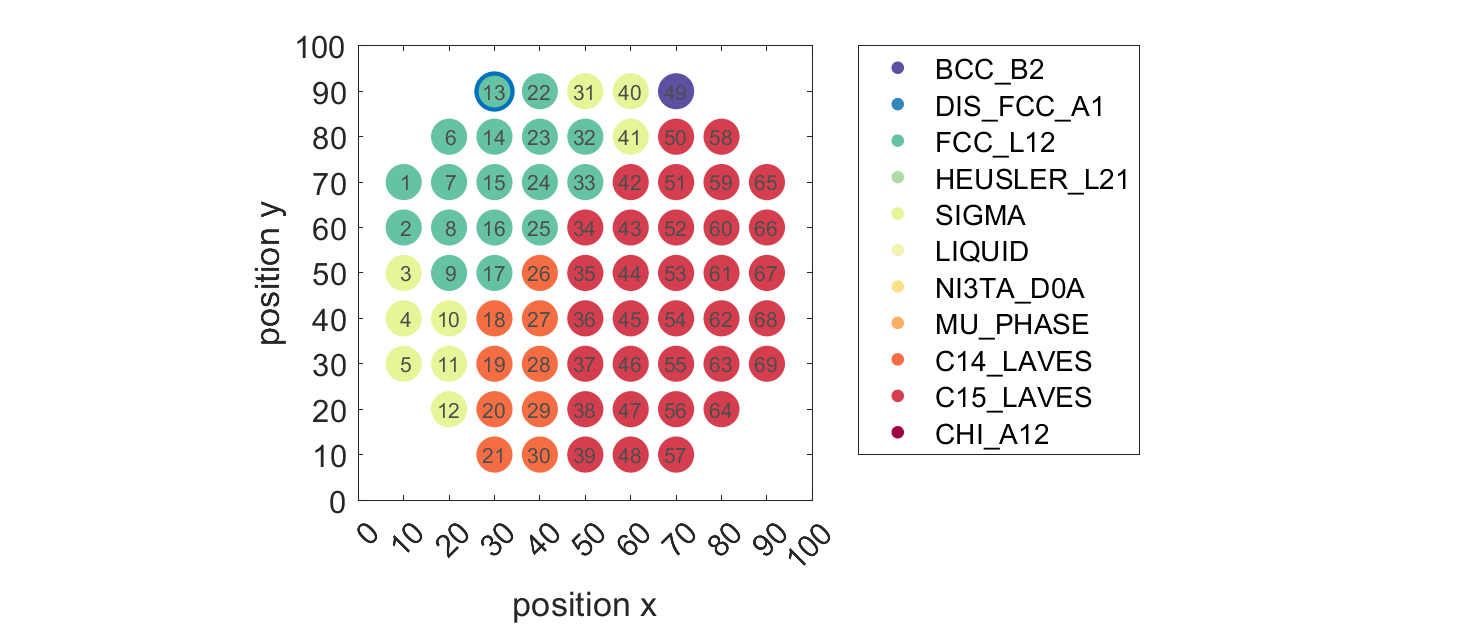 100
90
80
70
60
50
40
30
20
10
0
position y
13 22 31 40 49
6 14 23 32 41 50 58
1 7 15 24 33 42 51 59 65
2 8 16 25 34 43 52 60 66
3 9 17 26 35 44 53 61 67
4 10 18 27 36 45 54 62 68
5 11 19 28 37 46 55 63 69
12 20 29 38 47 56 64
21 30 39 48 57
0 10 20 30 40 50 60 70 80 90 100
position x
BCC_B2
DIS_FCC_A1
FCC_L12
HEUSLER_L21
SIGMA
LIQUID
NI3TA_D0A
MU_PHASE
C14_LAVES
C15_LAVES
CHI_A12